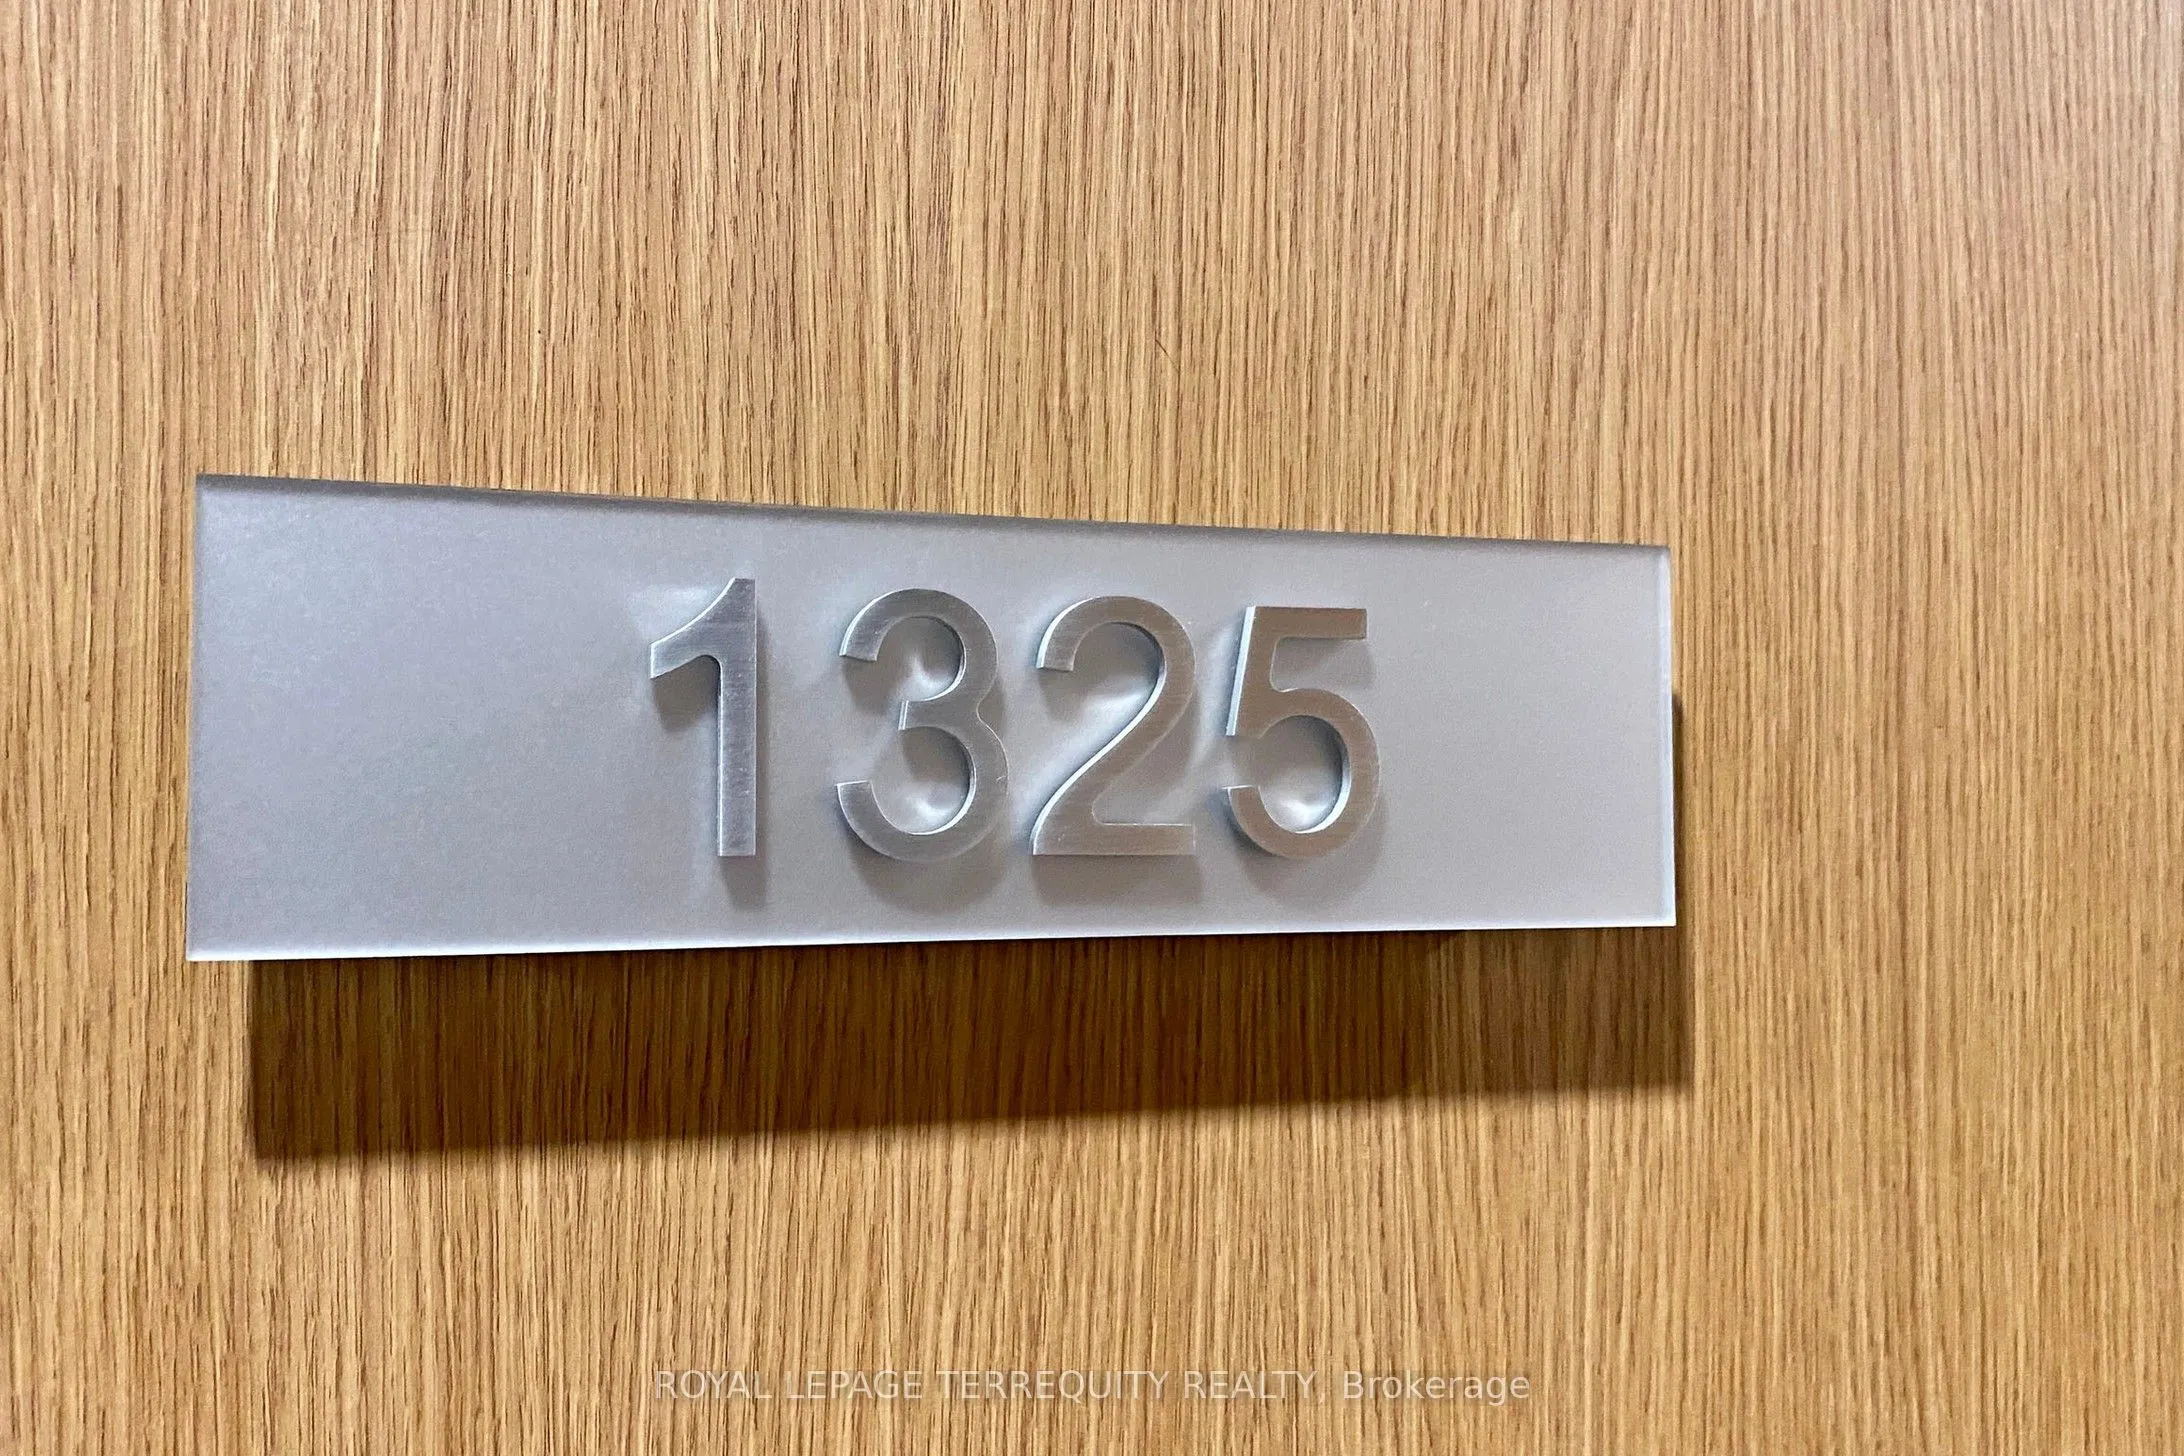 1325
ROYAL LEPAGE TERREQUITY REALTY, Brokerage